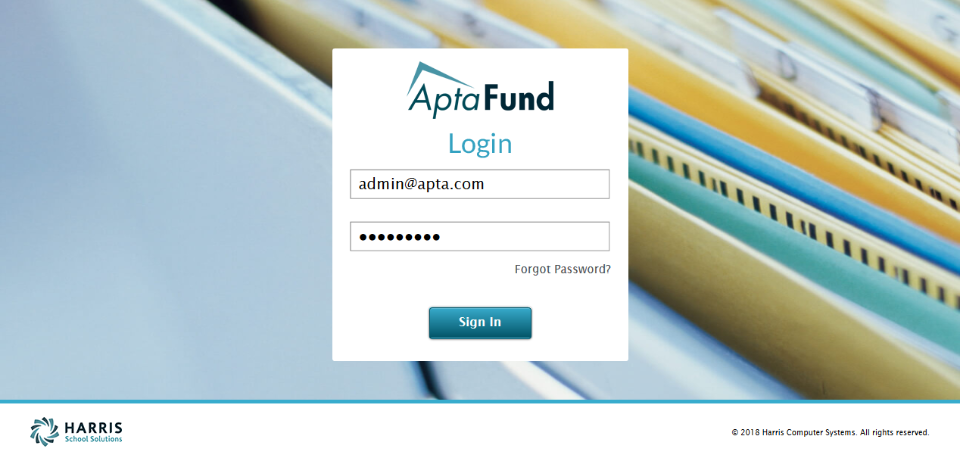 AptaFund
Login
admin@apta.com
●●●●●●●●●
Forgot Password?
Sign In
HARRIS
School Solutions
© 2018 Harris Computer Systems. All rights reserved.